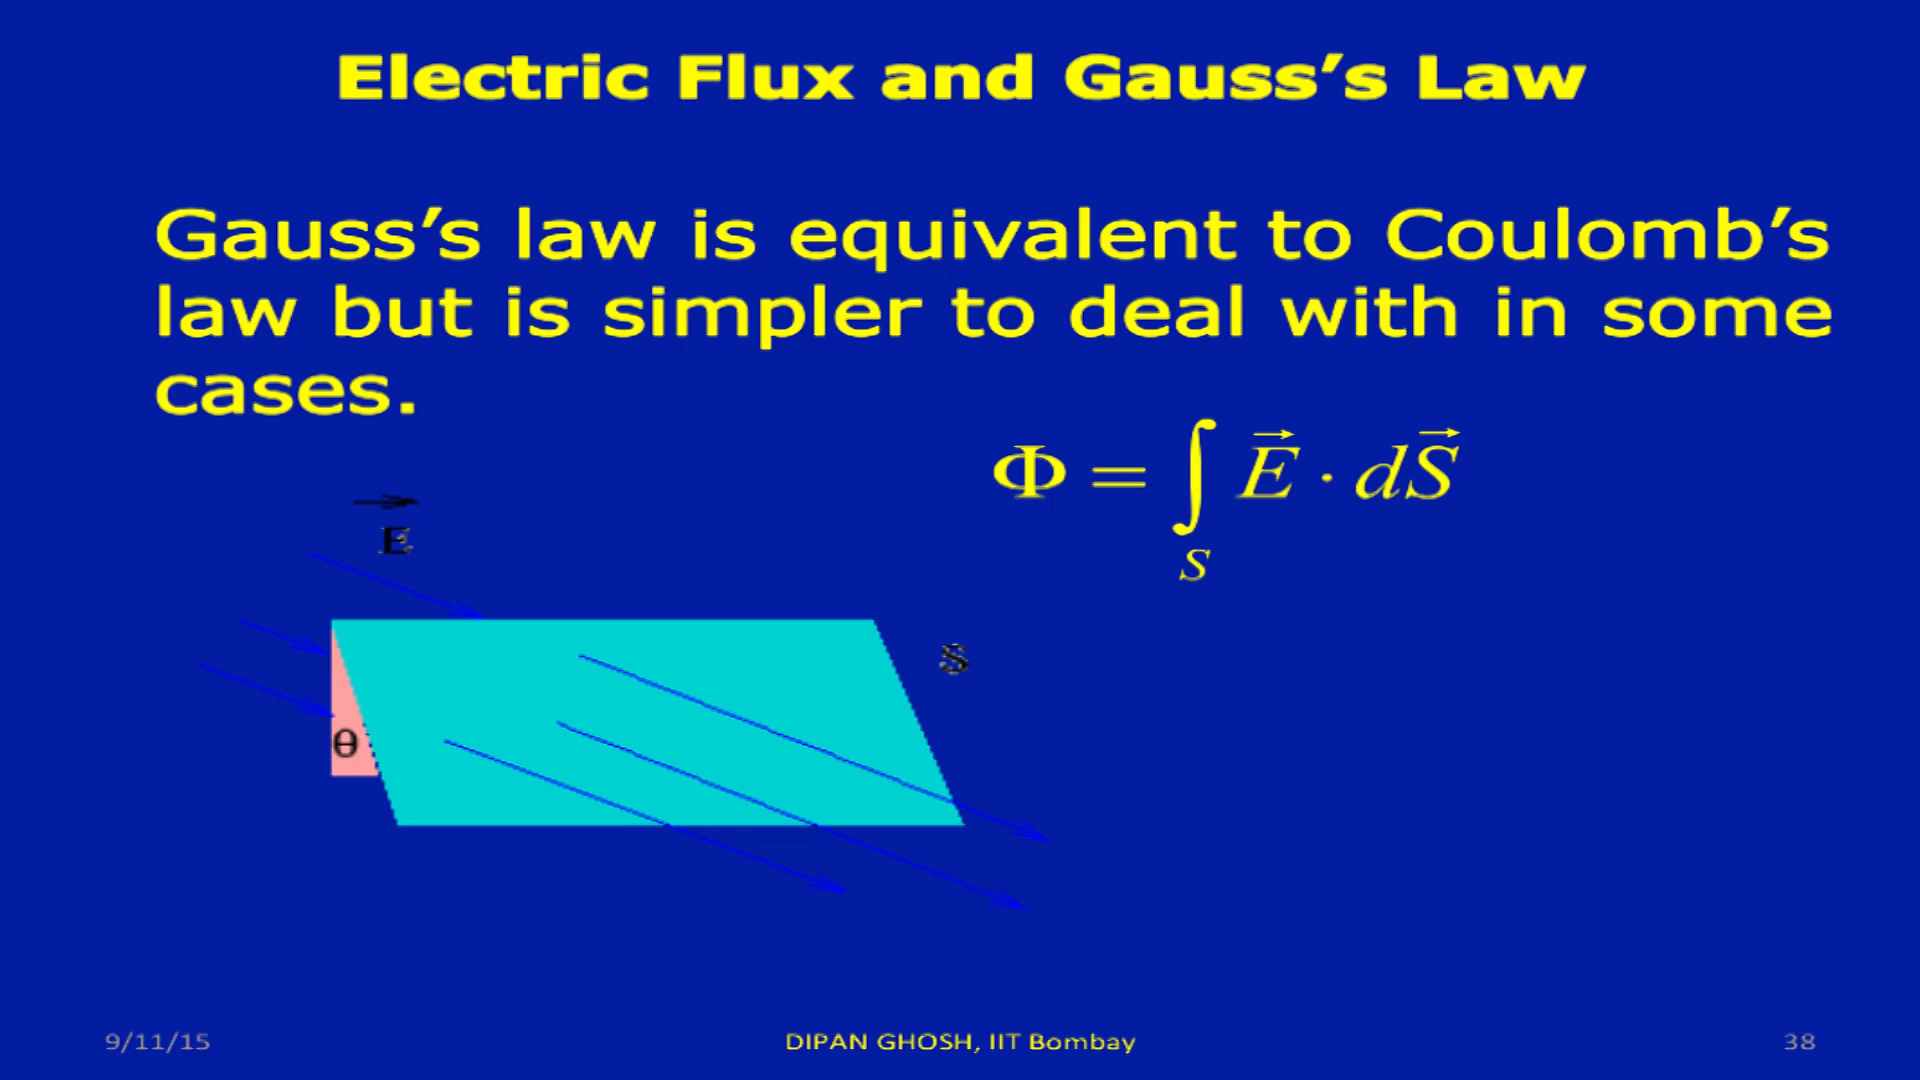 Electric Flux and Gauss’s Law
Gauss’s law is equivalent to Coulomb’s
law but is simpler to deal with in some
cases.
Φ = ∫_S E⃗ · dS⃗
E⃗
S
θ
9/11/15
DIPAN GHOSH, IIT Bombay
38